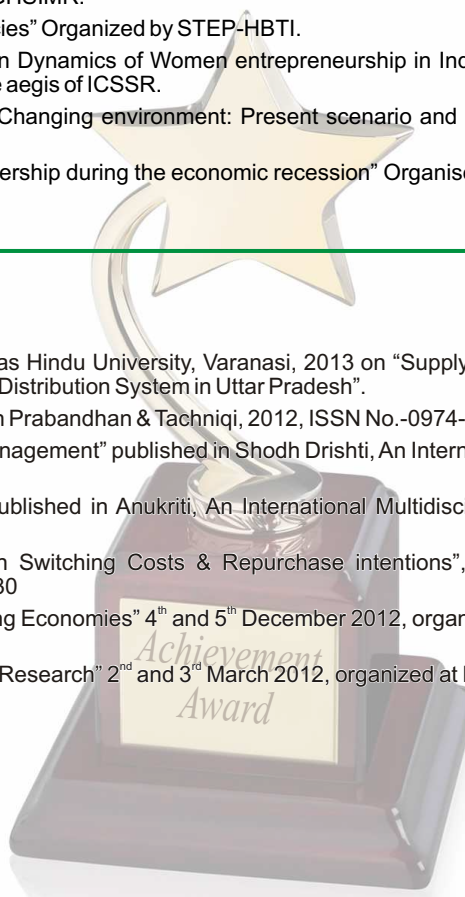 cies” Organized by STEP-HBTI.
n Dynamics of Women entrepreneurship in Ind
e aegis of ICSSR.
Changing environment: Present scenario and
ership during the economic recession” Organise
as Hindu University, Varanasi, 2013 on “Supply
Distribution System in Uttar Pradesh”.
n Prabandhan & Tachniqi, 2012, ISSN No.-0974-
nagement” published in Shodh Drishti, An Intern
ublished in Anukriti, An International Multidisc
n Switching Costs & Repurchase intentions”,
30
ng Economies” 4th and 5th December 2012, organ
Research” 2nd and 3rd March 2012, organized at
Achievement
Award